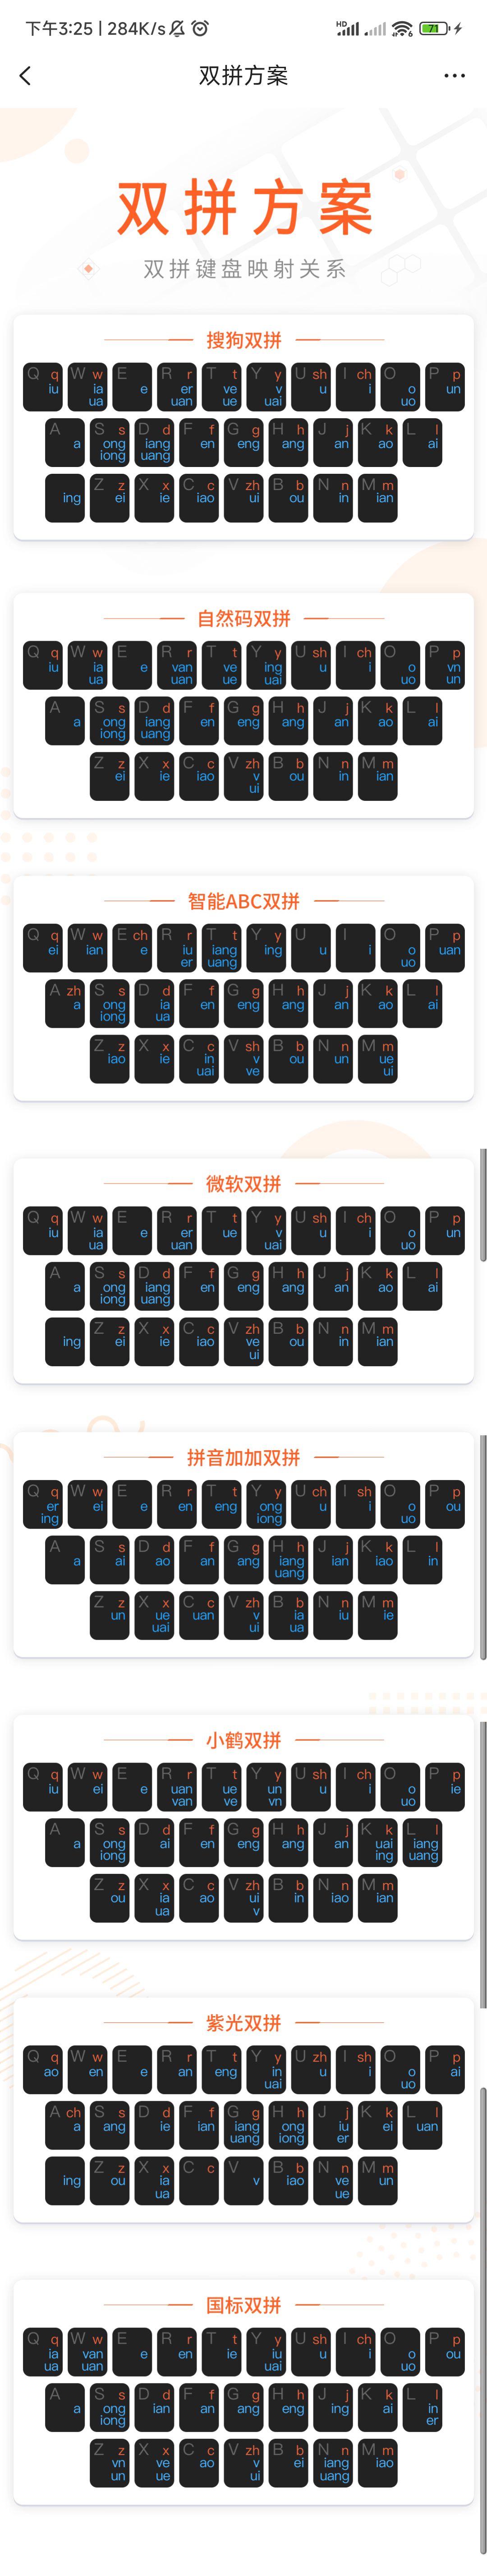 下午3:25 | 284K/s HD 6 71
双拼方案 ...
双拼方案
双拼键盘映射关系
搜狗双拼
Q q W w E R r T t Y y U sh I ch O P p
iu ia e er ve v u i o un
ua uan ue uai uo
A S s D d F f G g H h J j K k L l
a ong iang en eng ang an ao ai
iong uang
Z z X x C c V zh B b N n M m
ing ei ie iao ui ou in ian
自然码双拼
Q q W w E R r T t Y y U sh I ch O P p
iu ia e van ve ing u i o vn
ua uan ue uai uo un
A S s D d F f G g H h J j K k L l
a ong iang en eng ang an ao ai
iong uang
Z z X x C c V zh B b N n M m
ei ie iao v ou in ian
ui
智能ABC双拼
Q q W w E ch R r T t Y y U I O P p
ei ian e iu iang ing u i o uan
er uang uo
A zh S s D d F f G g H h J j K k L l
a ong ia en eng ang an ao ai
iong ua
Z z X x C c V sh B b N n M m
iao ie in v ou un ue
uai ve ui
微软双拼
Q q W w E R r T t Y y U sh I ch O P p
iu ia e er ue v u i o un
ua uan uai uo
A S s D d F f G g H h J j K k L l
a ong iang en eng ang an ao ai
iong uang
Z z X x C c V zh B b N n M m
ing ei ie iao ve ou in ian
ui
拼音加加双拼
Q q W w E R r T t Y y U ch I sh O P p
er ei e en eng ong u i o ou
ing iong uo
A S s D d F f G g H h J j K k L l
a ai ao an ang iang ian iao in
uang
Z z X x C c V zh B b N n M m
un ue uan v ia iu ie
uai ui ua
小鹤双拼
Q q W w E R r T t Y y U sh I ch O P p
iu ei e uan ue un u i o ie
van ve vn uo
A S s D d F f G g H h J j K k L l
a ong ai en eng ang an uai iang
iong ing uang
Z z X x C c V zh B b N n M m
ou ia ao ui in iao ian
ua v
紫光双拼
Q q W w E R r T t Y y U zh I sh O P p
ao en e an eng in u i o ai
uai uo
A ch S s D d F f G g H h J j K k L l
a ang ie ian iang ong iu ei uan
uang iong er
Z z X x C c V B b N n M m
ing ou ia v iao ve un
ua ue
国标双拼
Q q W w E R r T t Y y U sh I ch O P p
ia van e en ie iu u i o ou
ua uan uai uo
A S s D d F f G g H h J j K k L l
a ong ian an ang eng ing ai in
iong er
Z z X x C c V zh B b N n M m
vn ve ao v ei iang iao
un ue ui uang